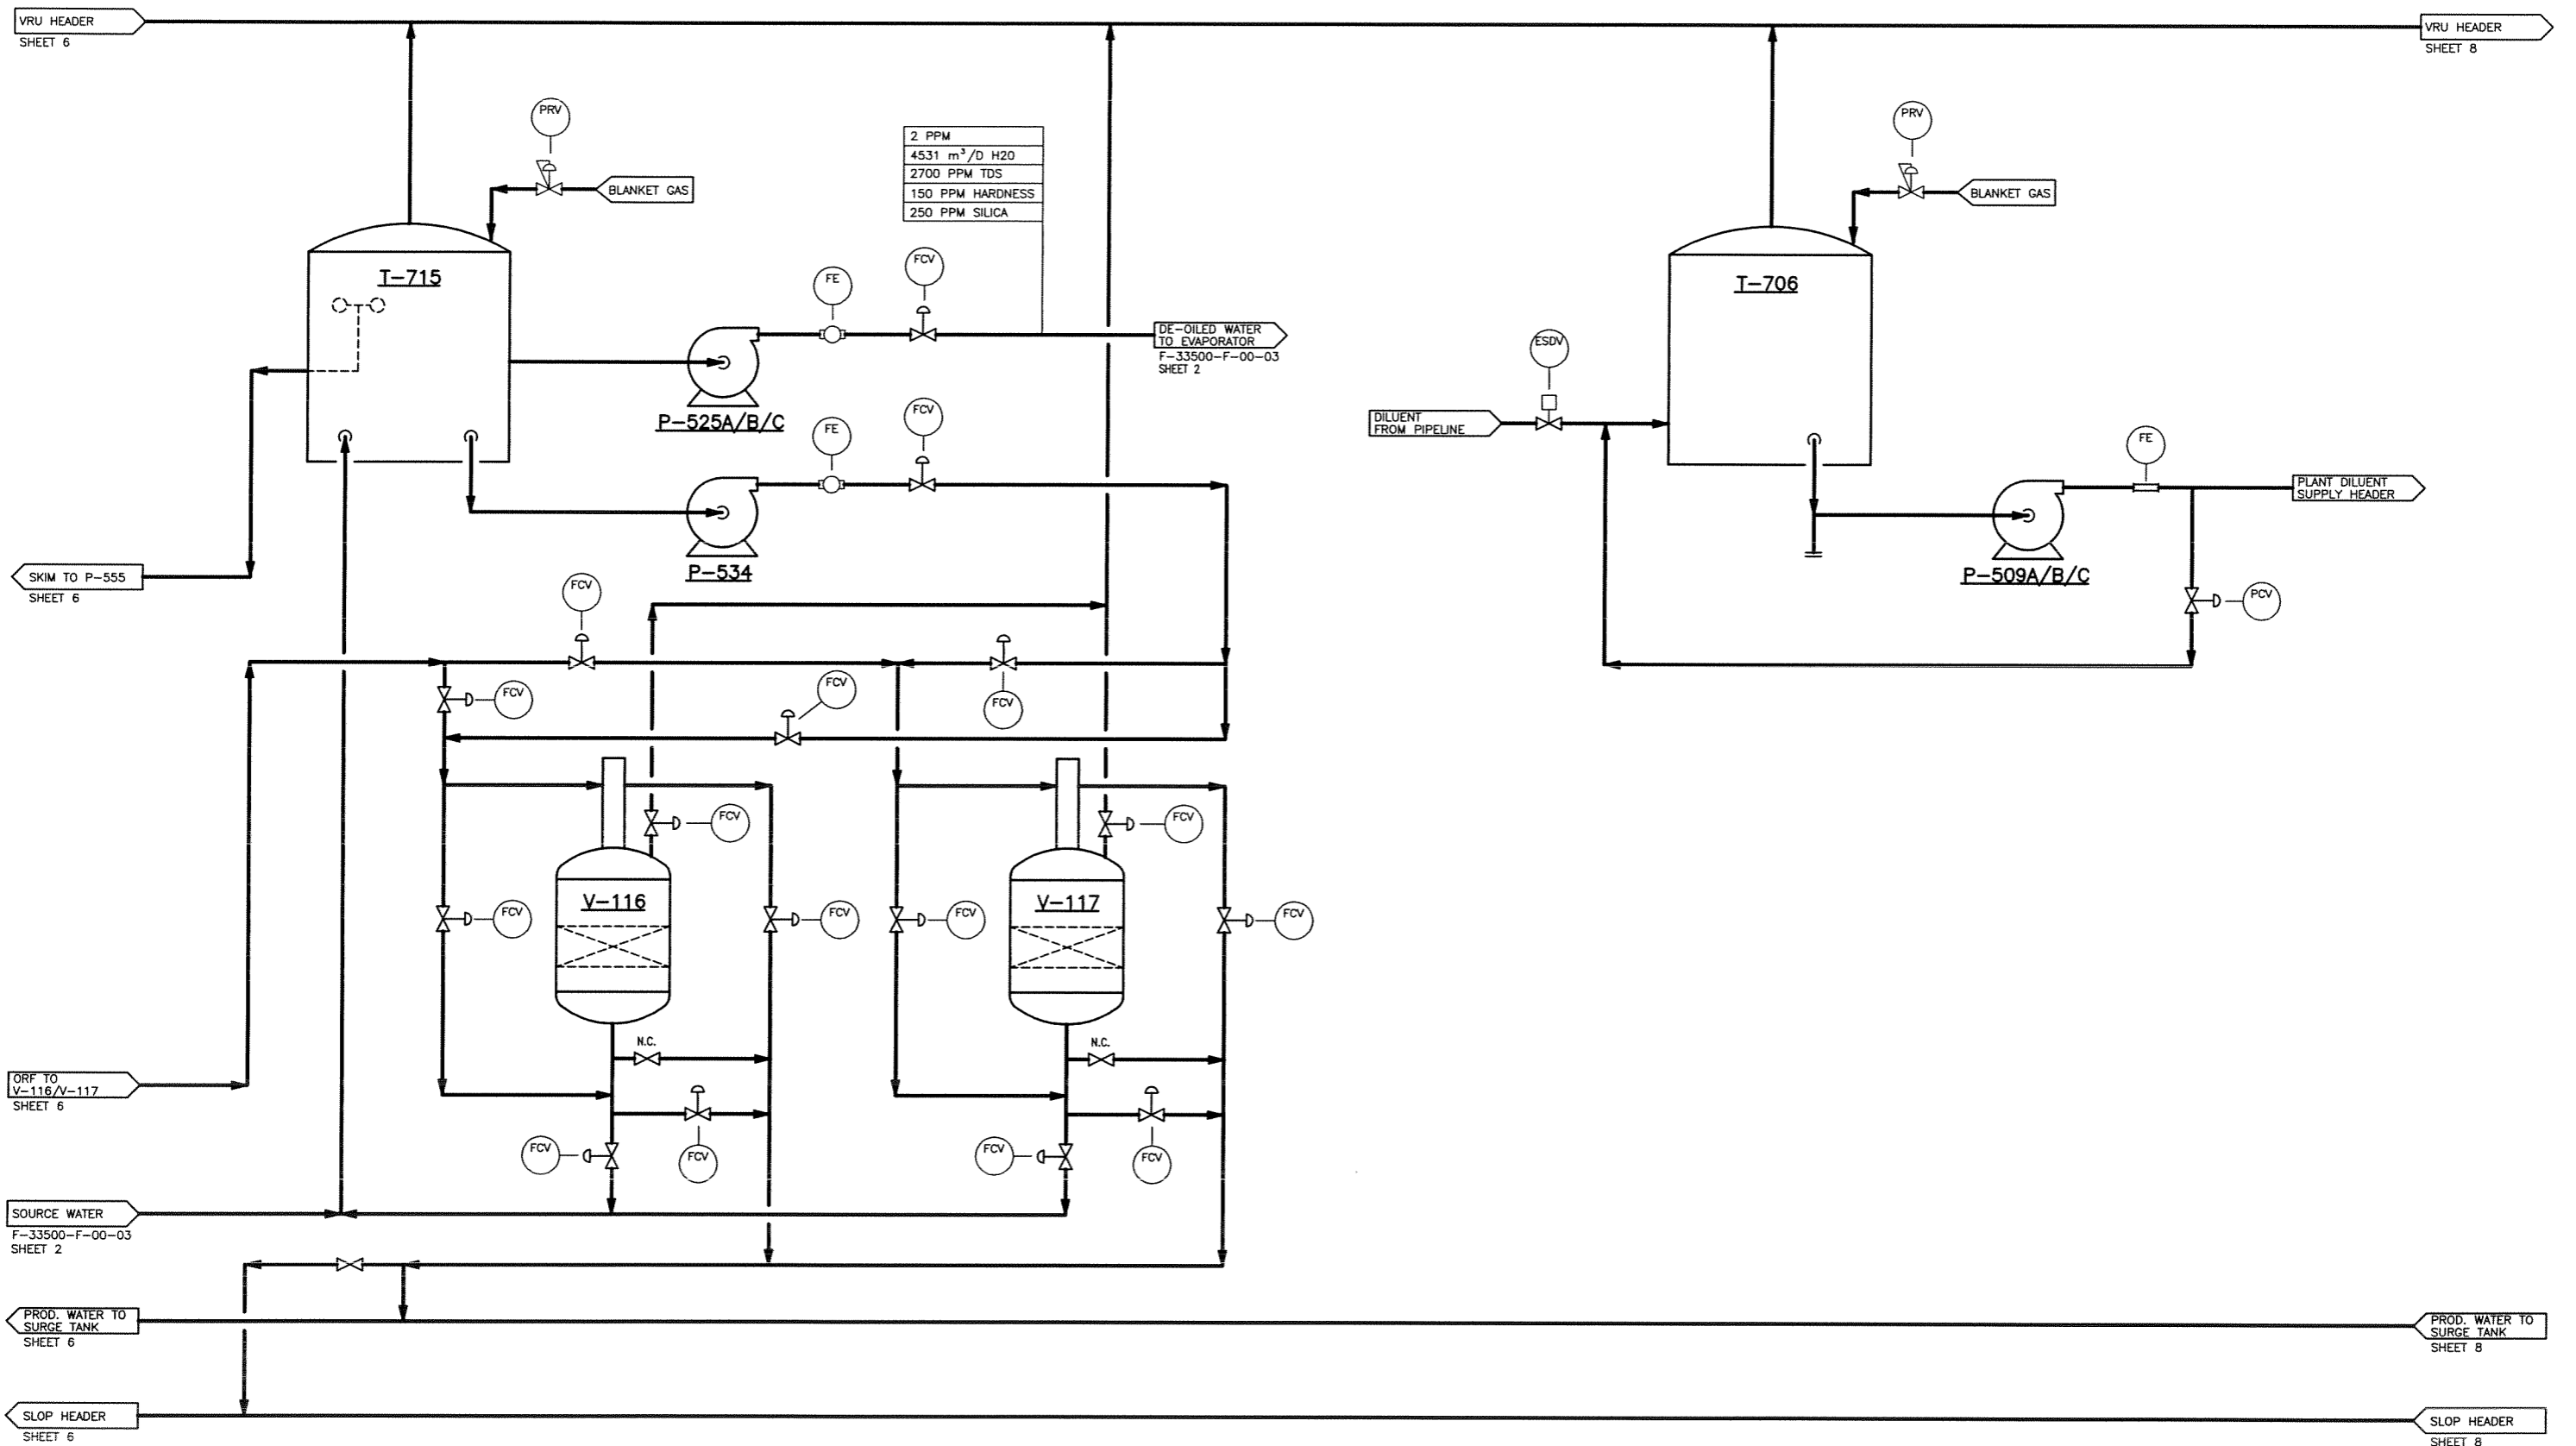 VRU HEADER
SHEET 6
VRU HEADER
SHEET 8
PRV
BLANKET GAS
2 PPM
4531 m³/D H20
2700 PPM TDS
150 PPM HARDNESS
250 PPM SILICA
PRV
BLANKET GAS
T-715
FE
FCV
DE-OILED WATER
TO EVAPORATOR
F-33500-F-00-03
SHEET 2
P-525A/B/C
T-706
ESDV
DILUENT
FROM PIPELINE
FE
FCV
P-534
FE
PLANT DILUENT
SUPPLY HEADER
P-509A/B/C
PCV
SKIM TO P-555
SHEET 6
FCV
FCV
FCV
FCV
FCV
FCV
V-116
V-117
FCV
FCV
FCV
FCV
N.C.
N.C.
ORF TO
V-116/V-117
SHEET 6
FCV
FCV
FCV
FCV
SOURCE WATER
F-33500-F-00-03
SHEET 2
PROD. WATER TO
SURGE TANK
SHEET 6
PROD. WATER TO
SURGE TANK
SHEET 8
SLOP HEADER
SHEET 6
SLOP HEADER
SHEET 8